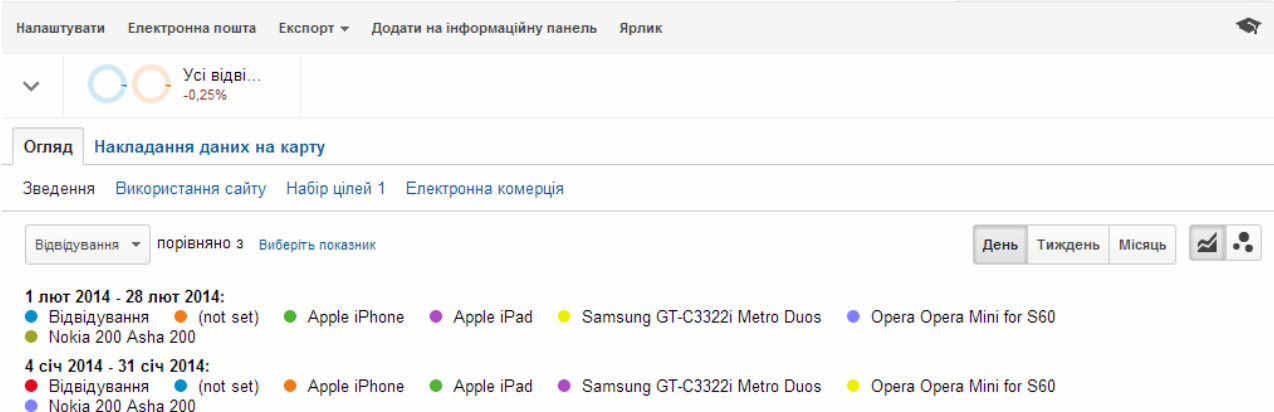 Налаштувати Електронна пошта Експорт Додати на інформаційну панель Ярлик
Усі відві...
-0,25%
Огляд Накладання даних на карту
Зведення Використання сайту Набір цілей 1 Електронна комерція
Відвідування порівняно з Виберіть показник День Тиждень Місяць
1 лют 2014 - 28 лют 2014:
Відвідування (not set) Apple iPhone Apple iPad Samsung GT-C3322i Metro Duos Opera Opera Mini for S60
Nokia 200 Asha 200
4 січ 2014 - 31 січ 2014:
Відвідування (not set) Apple iPhone Apple iPad Samsung GT-C3322i Metro Duos Opera Opera Mini for S60
Nokia 200 Asha 200